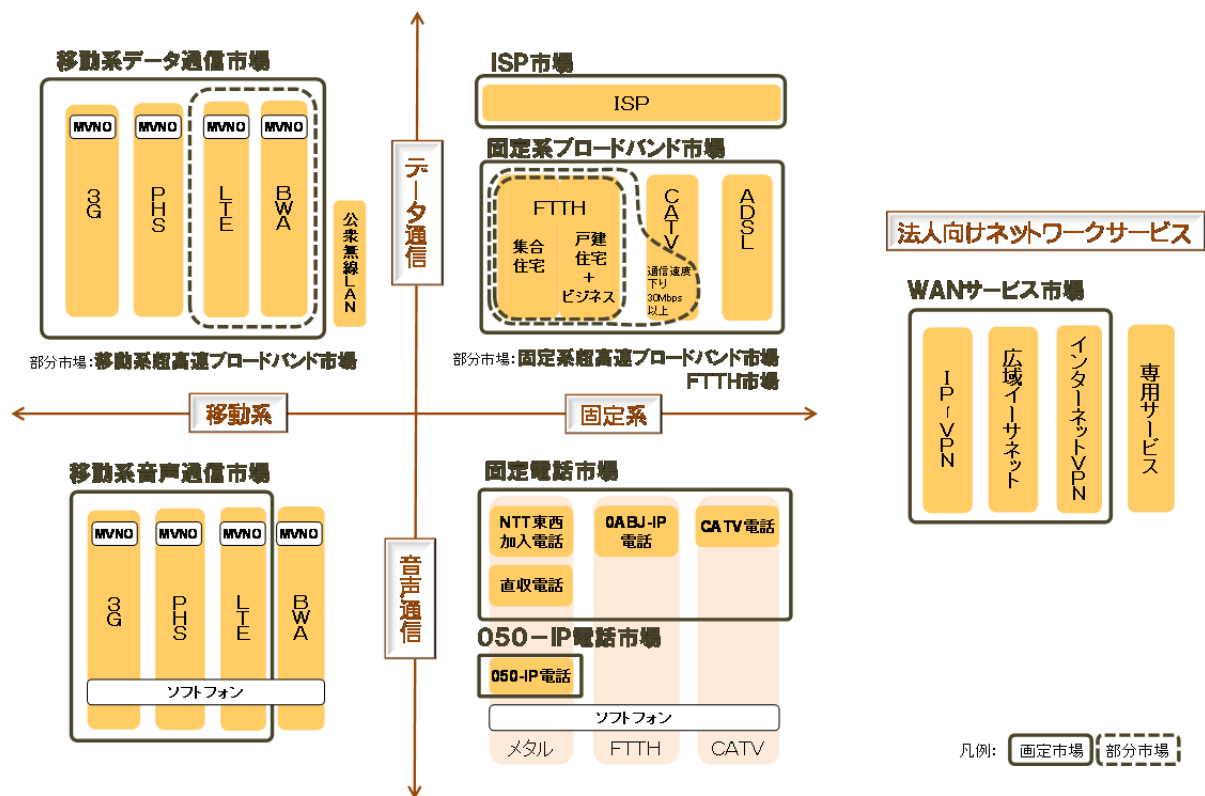 移動系データ通信市場
MVNO
MVNO
MVNO
MVNO
3G
PHS
LTE
BWA
公衆無線LAN
部分市場:移動系超高速ブロードバンド市場
データ通信
ISP市場
ISP
固定系ブロードバンド市場
FTTH
集合
住宅
戸建
住宅
+
ビジネス
CATV
通信速度
下り
30Mbps
以上
ADSL
部分市場:固定系超高速ブロードバンド市場
FTTH市場
移動系
固定系
移動系音声通信市場
MVNO
MVNO
MVNO
MVNO
3G
PHS
LTE
BWA
ソフトフォン
音声通信
固定電話市場
NTT東西
加入電話
0ABJ-IP
電話
CATV電話
直収電話
050-IP電話市場
050-IP電話
ソフトフォン
メタル
FTTH
CATV
法人向けネットワークサービス
WANサービス市場
IP-VPN
広域イーサネット
インターネットVPN
専用サービス
凡例:
画定市場
部分市場